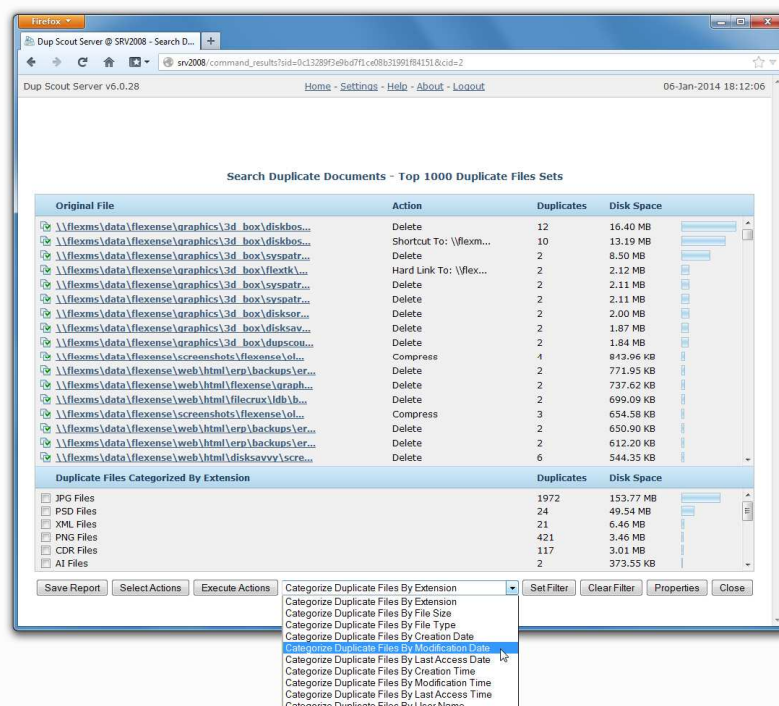 Firefox
Dup Scout Server @ SRV2008 - Search D...
srv2008/command_results?sid=0c13289f3e9bd7f1ce08b31991f84151&cid=2
Dup Scout Server v6.0.28 Home - Settings - Help - About - Logout 06-Jan-2014 18:12:06
Search Duplicate Documents - Top 1000 Duplicate Files Sets
Original File Action Duplicates Disk Space
\\flexms\data\flexense\graphics\3d_box\diskbos... Delete 12 16.40 MB
\\flexms\data\flexense\graphics\3d_box\diskbos... Shortcut To: \\flexm... 10 13.19 MB
\\flexms\data\flexense\graphics\3d_box\syspatr... Delete 2 8.50 MB
\\flexms\data\flexense\graphics\3d_box\flextk\... Hard Link To: \\flex... 2 2.12 MB
\\flexms\data\flexense\graphics\3d_box\syspatr... Delete 2 2.11 MB
\\flexms\data\flexense\graphics\3d_box\syspatr... Delete 2 2.11 MB
\\flexms\data\flexense\graphics\3d_box\disksor... Delete 2 2.00 MB
\\flexms\data\flexense\graphics\3d_box\disksav... Delete 2 1.87 MB
\\flexms\data\flexense\graphics\3d_box\dupscou... Delete 2 1.84 MB
\\flexms\data\flexense\screenshots\flexense\ol... Compress 4 843.96 KB
\\flexms\data\flexense\web\html\erp\backups\er... Delete 2 771.95 KB
\\flexms\data\flexense\web\html\flexense\graph... Delete 2 737.62 KB
\\flexms\data\flexense\web\html\filecrux\ldb\b... Delete 2 699.09 KB
\\flexms\data\flexense\screenshots\flexense\ol... Compress 3 654.58 KB
\\flexms\data\flexense\web\html\erp\backups\er... Delete 2 650.90 KB
\\flexms\data\flexense\web\html\erp\backups\er... Delete 2 612.20 KB
\\flexms\data\flexense\web\html\disksavvy\scre... Delete 6 544.35 KB
Duplicate Files Categorized By Extension Duplicates Disk Space
JPG Files 1972 153.77 MB
PSD Files 24 49.54 MB
XML Files 21 6.46 MB
PNG Files 421 3.46 MB
CDR Files 117 3.01 MB
AI Files 2 373.55 KB
Save Report Select Actions Execute Actions Categorize Duplicate Files By Extension Set Filter Clear Filter Properties Close
Categorize Duplicate Files By Extension
Categorize Duplicate Files By File Size
Categorize Duplicate Files By File Type
Categorize Duplicate Files By Creation Date
Categorize Duplicate Files By Modification Date
Categorize Duplicate Files By Last Access Date
Categorize Duplicate Files By Creation Time
Categorize Duplicate Files By Modification Time
Categorize Duplicate Files By Last Access Time
Categorize Duplicate Files By User Name